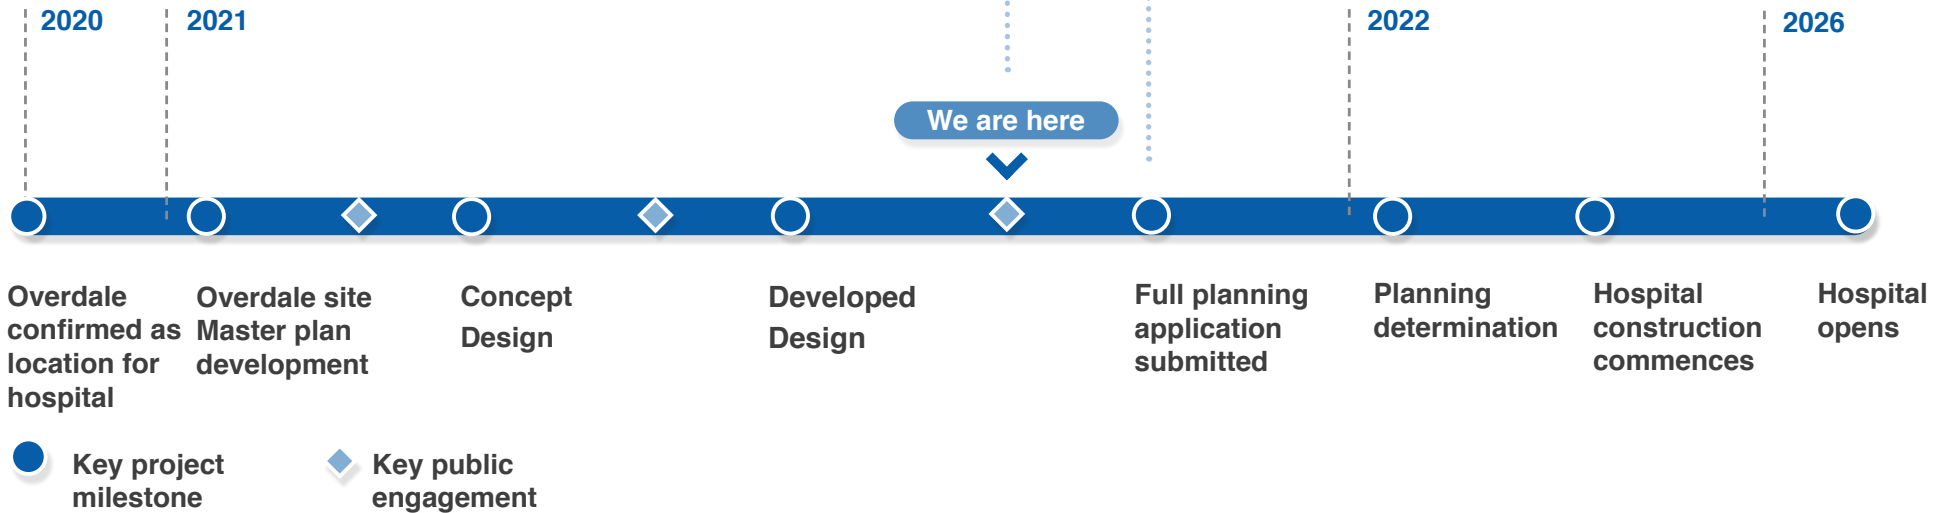 2020
2021
2022
2026
We are here
Overdale
confirmed as
location for
hospital
Overdale site
Master plan
development
Concept
Design
Developed
Design
Full planning
application
submitted
Planning
determination
Hospital
construction
commences
Hospital
opens
Key project
milestone
Key public
engagement